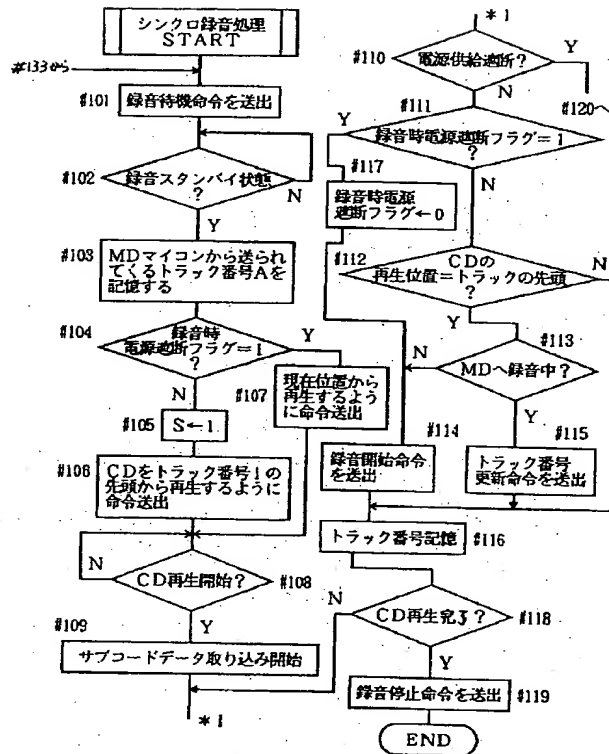 シンクロ録音処理
START
#133から
#101
録音待機命令を送出
#102
録音スタンバイ状態
?
N
Y
#103
MDマイコンから送られ
てくるトラック番号Aを
記憶する
#104
録音時
電源遮断フラグ=1
?
Y
N
#107
現在位置から
再生するよう
に命令送出
#105
S←1
#106
CDをトラック番号1の
先頭から再生するように
命令送出
N
CD再生開始?
#108
Y
#109
サブコードデータ取り込み開始
*1
*1
#110
電源供給遮断?
Y
N
#120へ
#111
Y
録音時電源遮断フラグ=1
?
#117
録音時電源
遮断フラグ←0
N
#112
CDの
再生位置=トラックの先頭
?
N
Y
#113
N
MDへ録音中?
Y
#114
録音開始命令
を送出
#115
トラック番号
更新命令を送出
トラック番号記憶
#116
N
CD再生完了?
#118
Y
録音停止命令を送出
#119
END